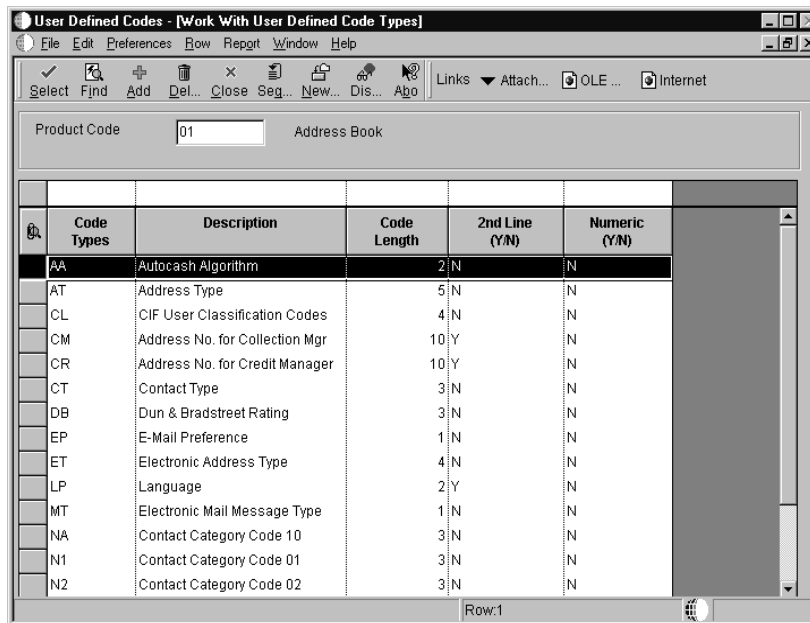 User Defined Codes - [Work With User Defined Code Types]
File Edit Preferences Row Report Window Help
Select Find Add Del... Close Seq... New... Dis... Abo Links Attach... OLE ... Internet
Product Code 01 Address Book
Code Types Description Code Length 2nd Line (Y/N) Numeric (Y/N)
AA Autocash Algorithm 2 N N
AT Address Type 5 N N
CL CIF User Classification Codes 4 N N
CM Address No. for Collection Mgr 10 Y N
CR Address No. for Credit Manager 10 Y N
CT Contact Type 3 N N
DB Dun & Bradstreet Rating 3 N N
EP E-Mail Preference 1 N N
ET Electronic Address Type 4 N N
LP Language 2 Y N
MT Electronic Mail Message Type 1 N N
NA Contact Category Code 10 3 N N
N1 Contact Category Code 01 3 N N
N2 Contact Category Code 02 3 N N
Row:1